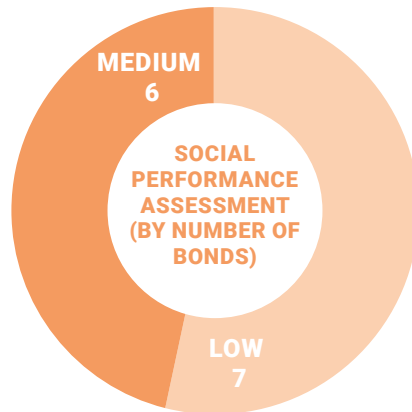 MEDIUM
6
SOCIAL
PERFORMANCE
ASSESSMENT
(BY NUMBER OF
BONDS)
LOW
7